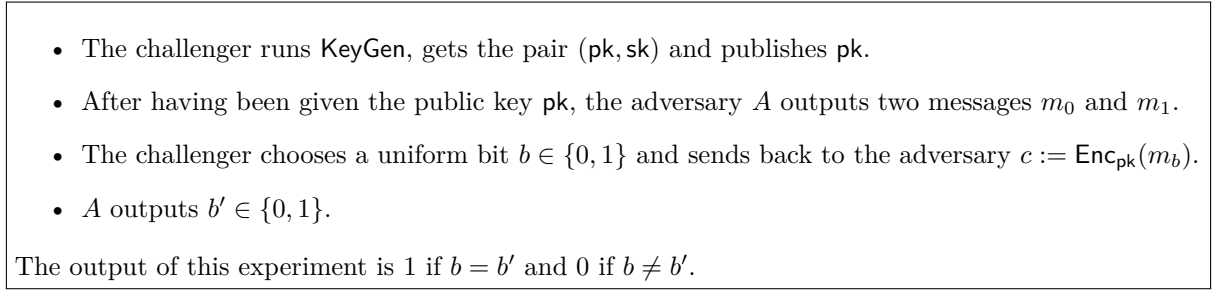 • The challenger runs KeyGen, gets the pair (pk, sk) and publishes pk.
• After having been given the public key pk, the adversary A outputs two messages m₀ and m₁.
• The challenger chooses a uniform bit b ∈ {0, 1} and sends back to the adversary c := Enc_pk(m_b).
• A outputs b′ ∈ {0, 1}.
The output of this experiment is 1 if b = b′ and 0 if b ≠ b′.